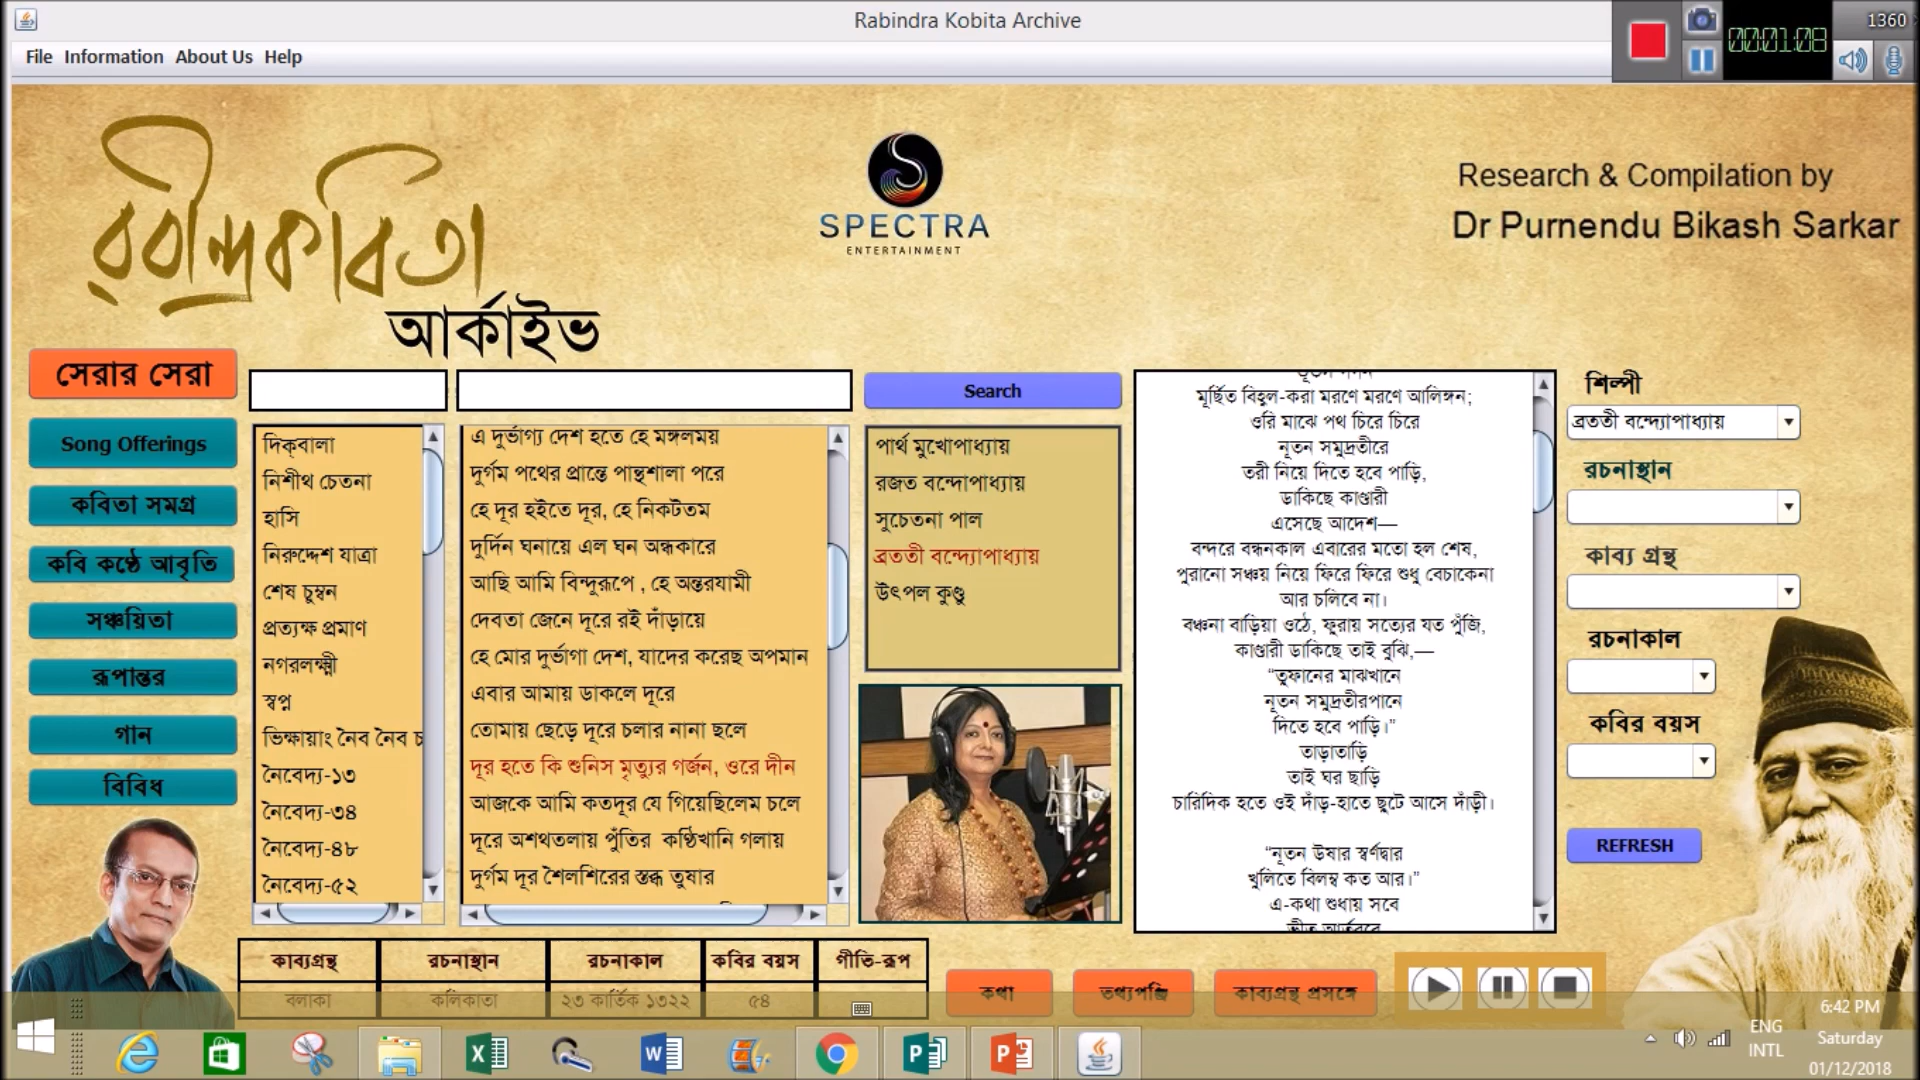 Rabindra Kobita Archive
1360
00:01:08
File Information About Us Help
রবীন্দ্রকবিতা
আর্কাইভ
SPECTRA
ENTERTAINMENT
Research & Compilation by
Dr Purnendu Bikash Sarkar
সেরার সেরা
Song Offerings
কবিতা সমগ্র
কবি কণ্ঠে আবৃতি
সঞ্চয়িতা
রূপান্তর
গান
বিবিধ
দিক্‌বালা
নিশীথ চেতনা
হাসি
নিরুদ্দেশ যাত্রা
শেষ চুম্বন
প্রত্যক্ষ প্রমাণ
নগরলক্ষ্মী
স্বপ্ন
ভিক্ষায়াং নৈব নৈব চ
নৈবেদ্য-১৩
নৈবেদ্য-৩৪
নৈবেদ্য-৪৮
নৈবেদ্য-৫২
এ দুর্ভাগ্য দেশ হতে হে মঙ্গলময়
দুর্গম পথের প্রান্তে পান্থশালা পরে
হে দূর হইতে দূর, হে নিকটতম
দুর্দিন ঘনায়ে এল ঘন অন্ধকারে
আছি আমি বিন্দুরূপে , হে অন্তরযামী
দেবতা জেনে দূরে রই দাঁড়ায়ে
হে মোর দুর্ভাগা দেশ, যাদের করেছ অপমান
এবার আমায় ডাকলে দূরে
তোমায় ছেড়ে দূরে চলার নানা ছলে
দূর হতে কি শুনিস মৃত্যুর গর্জন, ওরে দীন
আজকে আমি কতদূর যে গিয়েছিলেম চলে
দূরে অশথতলায় পুঁতির কণ্ঠিখানি গলায়
দুর্গম দূর শৈলশিরের স্তব্ধ তুষার
Search
পার্থ মুখোপাধ্যায়
রজত বন্দোপাধ্যায়
সুচেতনা পাল
ব্রততী বন্দ্যোপাধ্যায়
উৎপল কুণ্ডু
মূর্ছিত বিহ্বল-করা মরণে মরণে আলিঙ্গন;
ওরি মাঝে পথ চিরে চিরে
নূতন সমুদ্রতীরে
তরী নিয়ে দিতে হবে পাড়ি,
ডাকিছে কাণ্ডারী
এসেছে আদেশ—
বন্দরে বন্ধনকাল এবারের মতো হল শেষ,
পুরানো সঞ্চয় নিয়ে ফিরে ফিরে শুধু বেচাকেনা
আর চলিবে না।
বঞ্চনা বাড়িয়া ওঠে, ফুরায় সত্যের যত পুঁজি,
কাণ্ডারী ডাকিছে তাই বুঝি,—
“তুফানের মাঝখানে
নূতন সমুদ্রতীরপানে
দিতে হবে পাড়ি।”
তাড়াতাড়ি
তাই ঘর ছাড়ি
চারিদিক হতে ওই দাঁড়-হাতে ছুটে আসে দাঁড়ী।
“নূতন উষার স্বর্ণদ্বার
খুলিতে বিলম্ব কত আর।”
এ-কথা শুধায় সবে
শিল্পী
ব্রততী বন্দ্যোপাধ্যায়
রচনাস্থান
কাব্য গ্রন্থ
রচনাকাল
কবির বয়স
REFRESH
কাব্যগ্রন্থ রচনাস্থান রচনাকাল কবির বয়স গীতি-রূপ
বলাকা কলিকাতা ২৩ কার্তিক ১৩২২ ৫৪
কথা
তথ্যপঞ্জি
কাব্যগ্রন্থ প্রসঙ্গে
ENG
INTL
6:42 PM
Saturday
01/12/2018